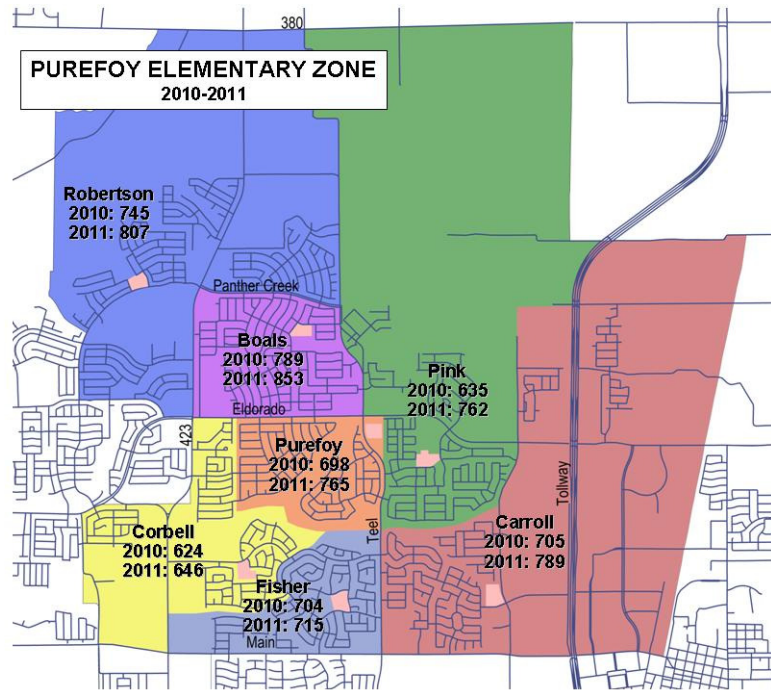 380
PUREFOY ELEMENTARY ZONE
2010-2011
Robertson
2010: 745
2011: 807
Panther Creek
Boals
2010: 789
2011: 853
Pink
2010: 635
2011: 762
Eldorado
423
Purefoy
2010: 698
2011: 765
Tollway
Teel
Carroll
2010: 705
2011: 789
Corbell
2010: 624
2011: 646
Fisher
2010: 704
2011: 715
Main